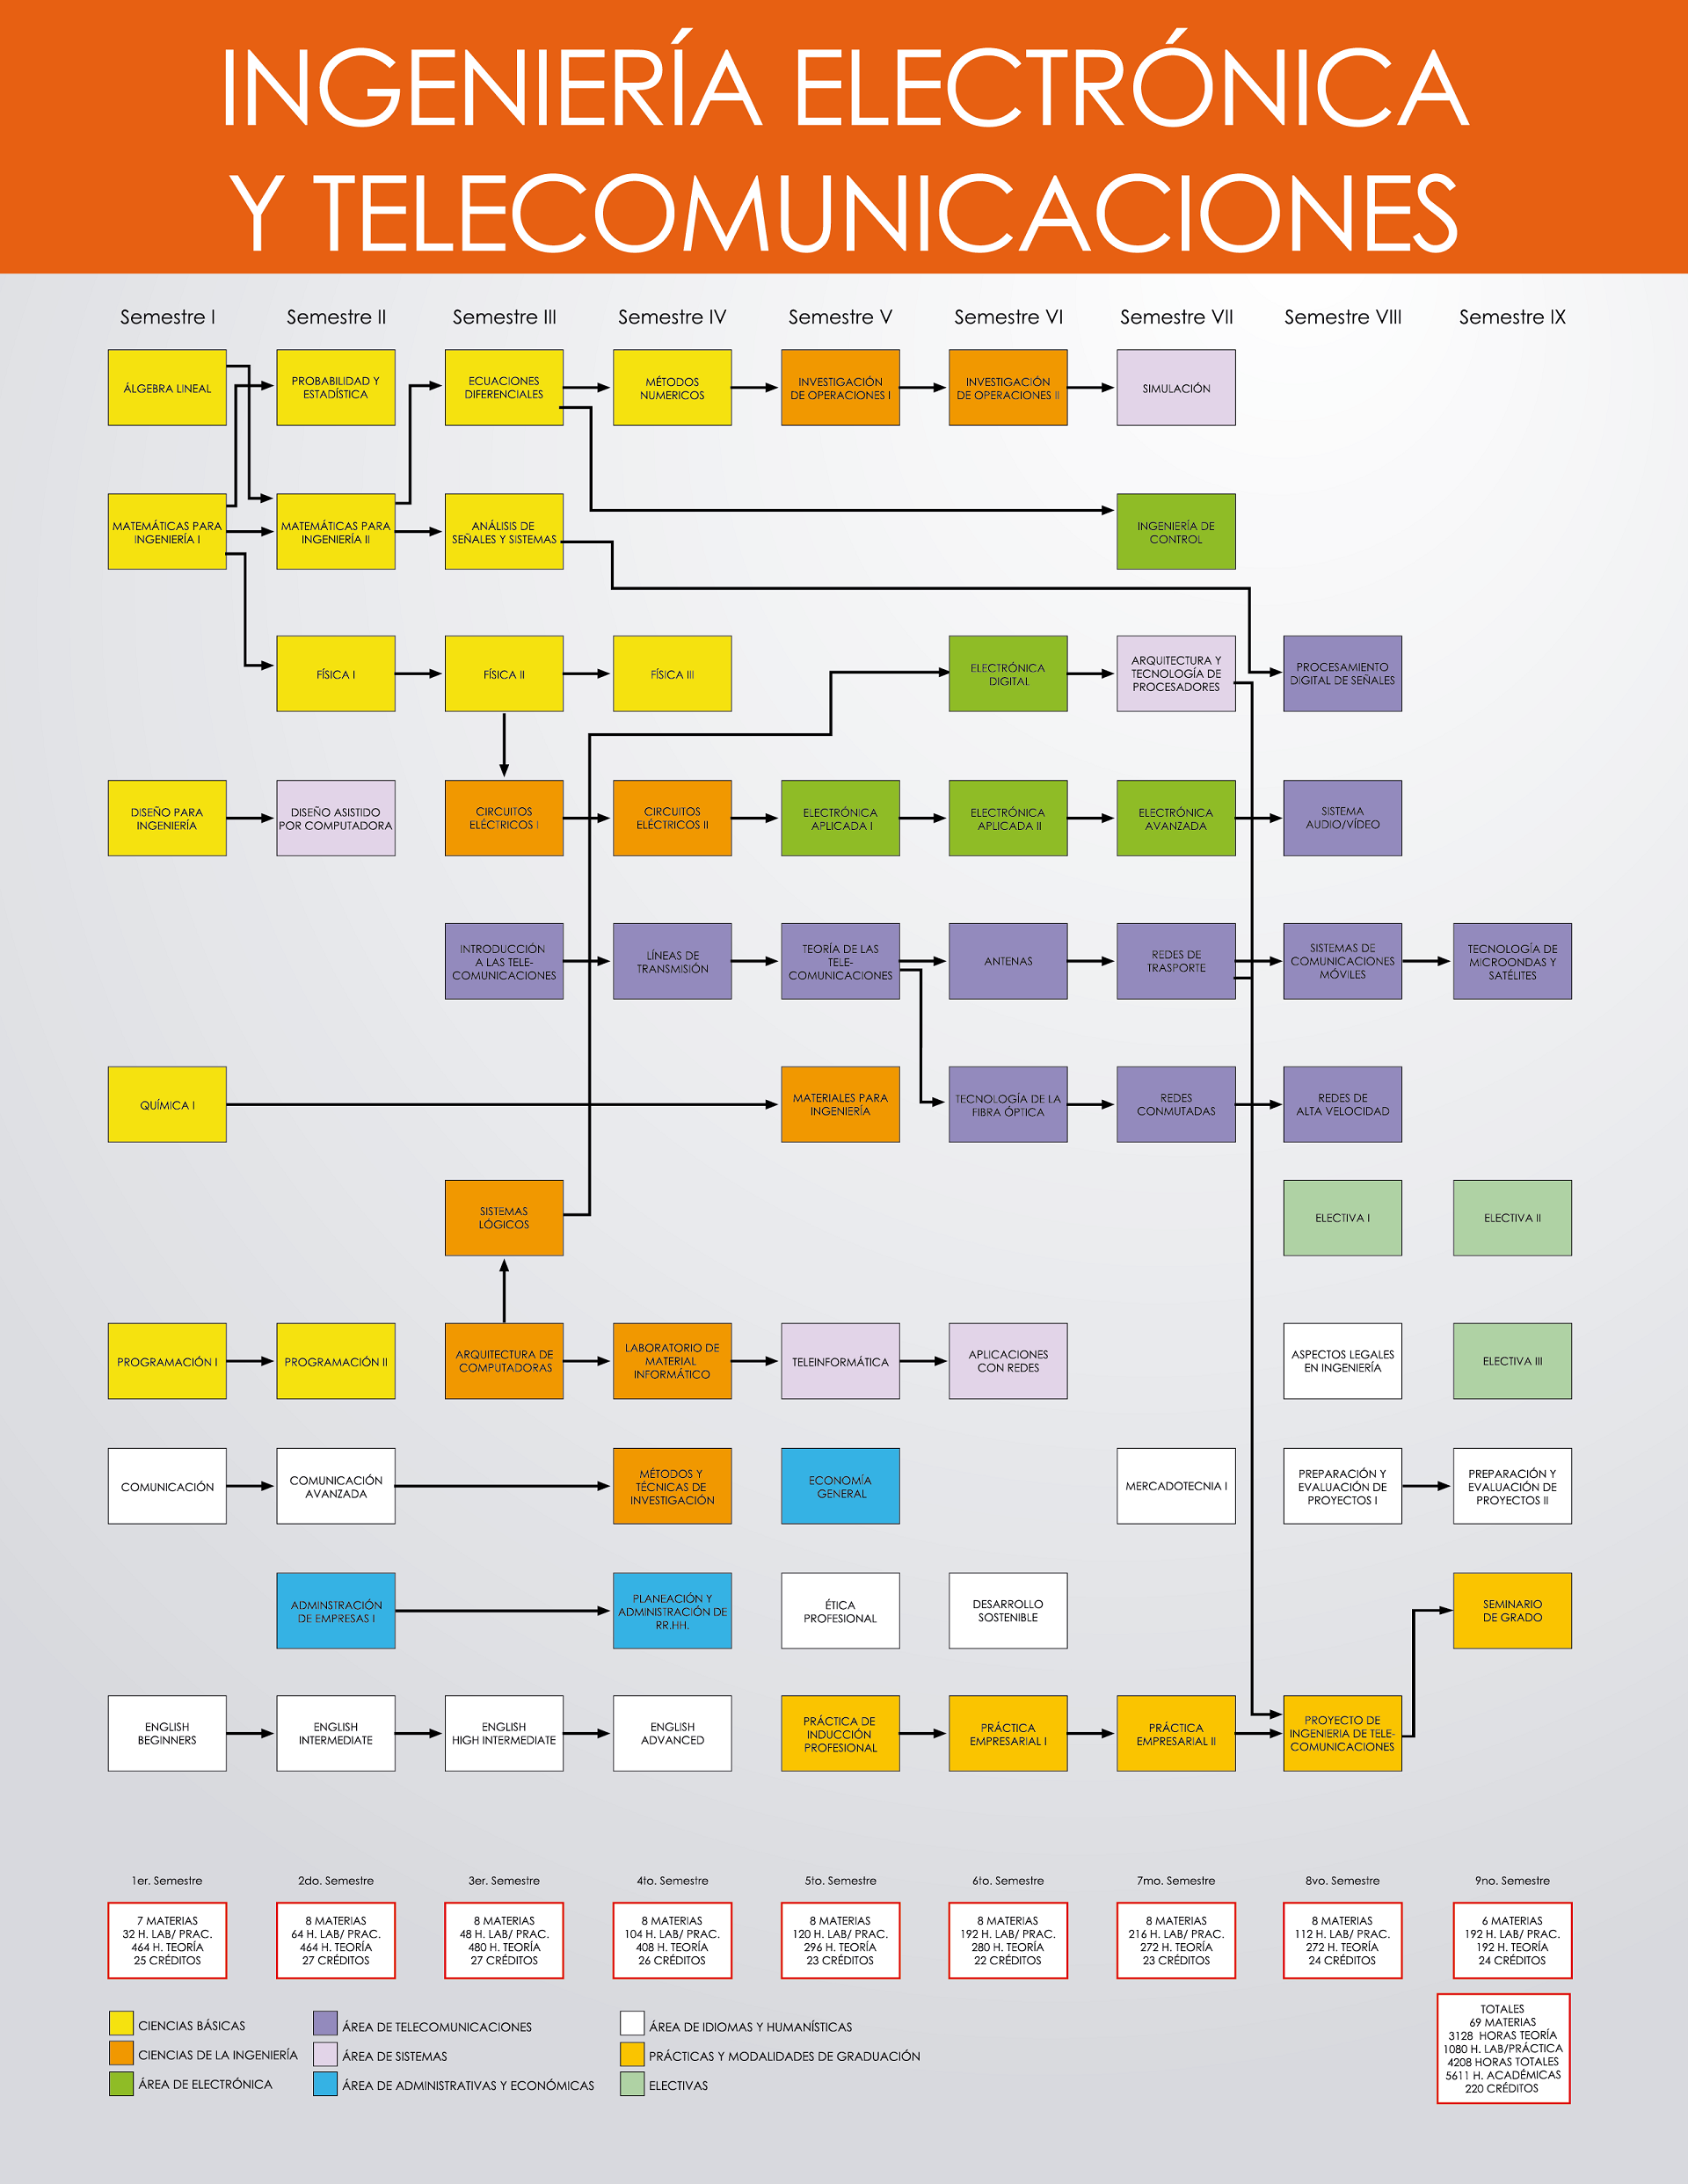 INGENIERÍA ELECTRÓNICA
Y TELECOMUNICACIONES
Semestre I
Semestre II
Semestre III
Semestre IV
Semestre V
Semestre VI
Semestre VII
Semestre VIII
Semestre IX
ÁLGEBRA LINEAL
PROBABILIDAD Y
ESTADÍSTICA
ECUACIONES
DIFERENCIALES
MÉTODOS
NUMERICOS
INVESTIGACIÓN
DE OPERACIONES I
INVESTIGACIÓN
DE OPERACIONES II
SIMULACIÓN
MATEMÁTICAS PARA
INGENIERÍA I
MATEMÁTICAS PARA
INGENIERÍA II
ANÁLISIS DE
SEÑALES Y SISTEMAS
INGENIERÍA DE
CONTROL
FÍSICA I
FÍSICA II
FÍSICA III
ELECTRÓNICA
DIGITAL
ARQUITECTURA Y
TECNOLOGÍA DE
PROCESADORES
PROCESAMIENTO
DIGITAL DE SEÑALES
DISEÑO PARA
INGENIERÍA
DISEÑO ASISTIDO
POR COMPUTADORA
CIRCUITOS
ELÉCTRICOS I
CIRCUITOS
ELÉCTRICOS II
ELECTRÓNICA
APLICADA I
ELECTRÓNICA
APLICADA II
ELECTRÓNICA
AVANZADA
SISTEMA
AUDIO/VÍDEO
INTRODUCCIÓN
A LAS TELE-
COMUNICACIONES
LÍNEAS DE
TRANSMISIÓN
TEORÍA DE LAS
TELE-
COMUNICACIONES
ANTENAS
REDES DE
TRASPORTE
SISTEMAS DE
COMUNICACIONES
MÓVILES
TECNOLOGÍA DE
MICROONDAS Y
SATÉLITES
QUÍMICA I
MATERIALES PARA
INGENIERÍA
TECNOLOGÍA DE LA
FIBRA ÓPTICA
REDES
CONMUTADAS
REDES DE
ALTA VELOCIDAD
SISTEMAS
LÓGICOS
ELECTIVA I
ELECTIVA II
PROGRAMACIÓN I
PROGRAMACIÓN II
ARQUITECTURA DE
COMPUTADORAS
LABORATORIO DE
MATERIAL
INFORMÁTICO
TELEINFORMÁTICA
APLICACIONES
CON REDES
ASPECTOS LEGALES
EN INGENIERÍA
ELECTIVA III
COMUNICACIÓN
COMUNICACIÓN
AVANZADA
MÉTODOS Y
TÉCNICAS DE
INVESTIGACIÓN
ECONOMÍA
GENERAL
MERCADOTECNIA I
PREPARACIÓN Y
EVALUACIÓN DE
PROYECTOS I
PREPARACIÓN Y
EVALUACIÓN DE
PROYECTOS II
ADMINSTRACIÓN
DE EMPRESAS I
PLANEACIÓN Y
ADMINISTRACIÓN DE
RR.HH.
ÉTICA
PROFESIONAL
DESARROLLO
SOSTENIBLE
SEMINARIO
DE GRADO
ENGLISH
BEGINNERS
ENGLISH
INTERMEDIATE
ENGLISH
HIGH INTERMEDIATE
ENGLISH
ADVANCED
PRÁCTICA DE
INDUCCIÓN
PROFESIONAL
PRÁCTICA
EMPRESARIAL I
PRÁCTICA
EMPRESARIAL II
PROYECTO DE
INGENIERIA DE TELE-
COMUNICACIONES
1er. Semestre
2do. Semestre
3er. Semestre
4to. Semestre
5to. Semestre
6to. Semestre
7mo. Semestre
8vo. Semestre
9no. Semestre
7 MATERIAS
32 H. LAB/ PRAC.
464 H. TEORÍA
25 CRÉDITOS
8 MATERIAS
64 H. LAB/ PRAC.
464 H. TEORÍA
27 CRÉDITOS
8 MATERIAS
48 H. LAB/ PRAC.
480 H. TEORÍA
27 CRÉDITOS
8 MATERIAS
104 H. LAB/ PRAC.
408 H. TEORÍA
26 CRÉDITOS
8 MATERIAS
120 H. LAB/ PRAC.
296 H. TEORÍA
23 CRÉDITOS
8 MATERIAS
192 H. LAB/ PRAC.
280 H. TEORÍA
22 CRÉDITOS
8 MATERIAS
216 H. LAB/ PRAC.
272 H. TEORÍA
23 CRÉDITOS
8 MATERIAS
112 H. LAB/ PRAC.
272 H. TEORÍA
24 CRÉDITOS
6 MATERIAS
192 H. LAB/ PRAC.
192 H. TEORÍA
24 CRÉDITOS
CIENCIAS BÁSICAS
CIENCIAS DE LA INGENIERÍA
ÁREA DE ELECTRÓNICA
ÁREA DE TELECOMUNICACIONES
ÁREA DE SISTEMAS
ÁREA DE ADMINISTRATIVAS Y ECONÓMICAS
ÁREA DE IDIOMAS Y HUMANÍSTICAS
PRÁCTICAS Y MODALIDADES DE GRADUACIÓN
ELECTIVAS
TOTALES
69 MATERIAS
3128 HORAS TEORÍA
1080 H. LAB/PRÁCTICA
4208 HORAS TOTALES
5611 H. ACADÉMICAS
220 CRÉDITOS